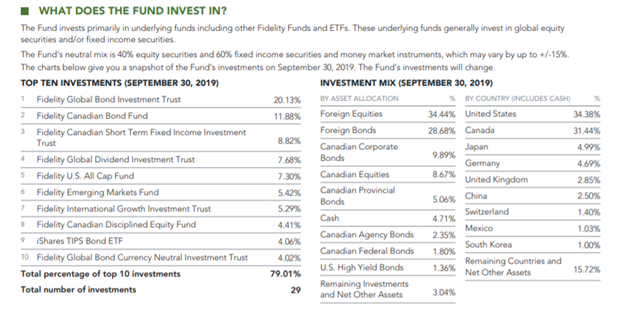 WHAT DOES THE FUND INVEST IN?
The Fund invests primarily in underlying funds including other Fidelity Funds and ETFs. These underlying funds generally invest in global equity
securities and/or fixed income securities.
The Fund's neutral mix is 40% equity securities and 60% fixed income securities and money market instruments, which may vary by up to +/-15%.
The charts below give you a snapshot of the Fund's investments on September 30, 2019. The Fund's investments will change.
TOP TEN INVESTMENTS (SEPTEMBER 30, 2019)
1 Fidelity Global Bond Investment Trust 20.13%
2 Fidelity Canadian Bond Fund 11.88%
3 Fidelity Canadian Short Term Fixed Income Investment
Trust 8.82%
4 Fidelity Global Dividend Investment Trust 7.68%
5 Fidelity U.S. All Cap Fund 7.30%
6 Fidelity Emerging Markets Fund 5.42%
7 Fidelity International Growth Investment Trust 5.29%
8 Fidelity Canadian Disciplined Equity Fund 4.41%
9 iShares TIPS Bond ETF 4.06%
10 Fidelity Global Bond Currency Neutral Investment Trust 4.02%
Total percentage of top 10 investments 79.01%
Total number of investments 29
INVESTMENT MIX (SEPTEMBER 30, 2019)
BY ASSET ALLOCATION %
Foreign Equities 34.44%
Foreign Bonds 28.68%
Canadian Corporate
Bonds 9.89%
Canadian Equities 8.67%
Canadian Provincial
Bonds 5.06%
Cash 4.71%
Canadian Agency Bonds 2.35%
Canadian Federal Bonds 1.80%
U.S. High Yield Bonds 1.36%
Remaining Investments
and Net Other Assets 3.04%
BY COUNTRY (INCLUDES CASH) %
United States 34.38%
Canada 31.44%
Japan 4.99%
Germany 4.69%
United Kingdom 2.85%
China 2.50%
Switzerland 1.40%
Mexico 1.03%
South Korea 1.00%
Remaining Countries and
Net Other Assets 15.72%